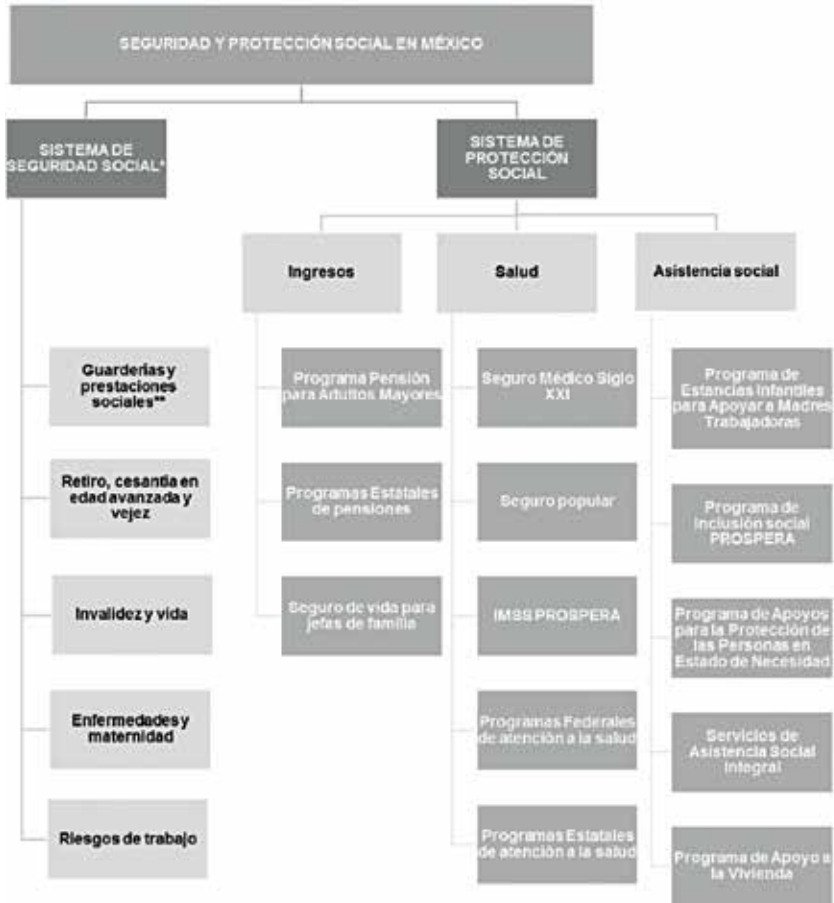 SEGURIDAD Y PROTECCIÓN SOCIAL EN MÉXICO
SISTEMA DE
SEGURIDAD SOCIAL*
SISTEMA DE
PROTECCIÓN
SOCIAL
Guarderías y
prestaciones
sociales**
Retiro, cesantía en
edad avanzada y
vejez
Invalidez y vida
Enfermedades y
maternidad
Riesgos de trabajo
Ingresos
Programa Pensión
para Adultos Mayores
Programas Estatales
de pensiones
Seguro de vida para
jefas de familia
Salud
Seguro Médico Siglo
XXI
Seguro popular
IMSS PROSPERA
Programas Federales
de atención a la salud
Programas Estatales
de atención a la salud
Asistencia social
Programa de
Estancias Infantiles
para Apoyar a Madres
Trabajadoras
Programa de
Inclusión social
PROSPERA
Programa de Apoyos
para la Protección de
las Personas en
Estado de Necesidad
Servicios de
Asistencia Social
Integral
Programa de Apoyo a
la Vivienda